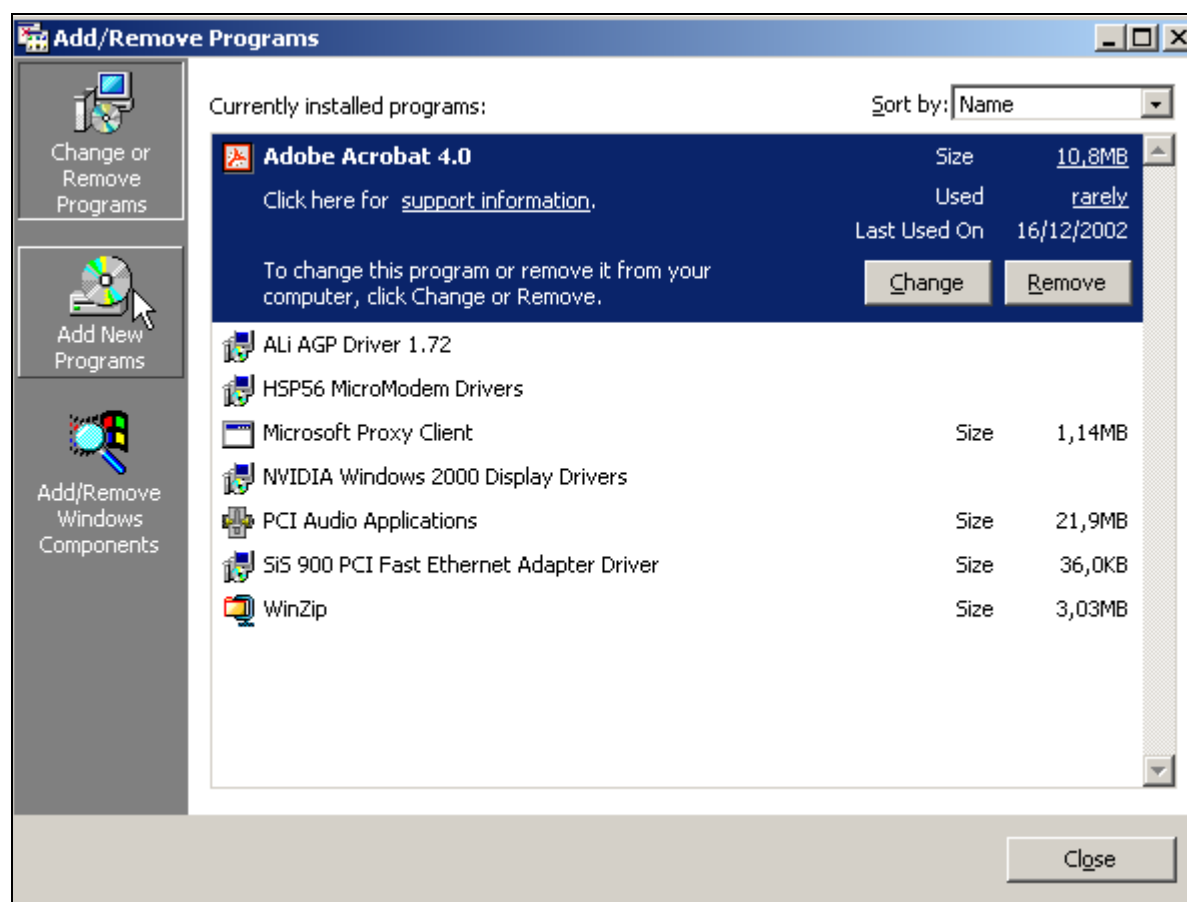 Add/Remove Programs
Change or
Remove
Programs
Add New
Programs
Add/Remove
Windows
Components
Currently installed programs:
Sort by: Name
Adobe Acrobat 4.0 Size 10,8MB
Click here for support information. Used rarely
Last Used On 16/12/2002
To change this program or remove it from your
computer, click Change or Remove.
Change Remove
ALi AGP Driver 1.72
HSP56 MicroModem Drivers
Microsoft Proxy Client Size 1,14MB
NVIDIA Windows 2000 Display Drivers
PCI Audio Applications Size 21,9MB
SiS 900 PCI Fast Ethernet Adapter Driver Size 36,0KB
WinZip Size 3,03MB
Close